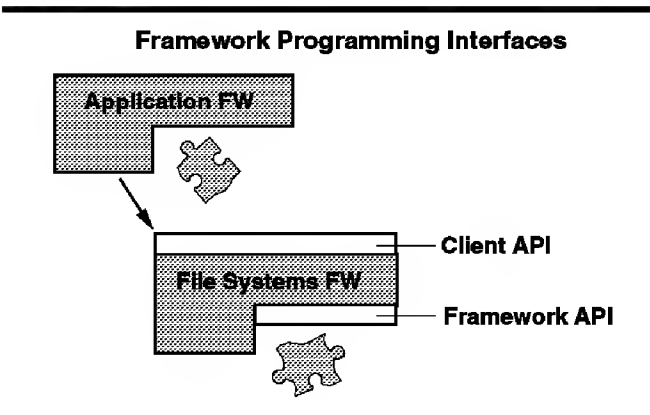 Framework Programming Interfaces
Application FW
Client API
File Systems FW
Framework API